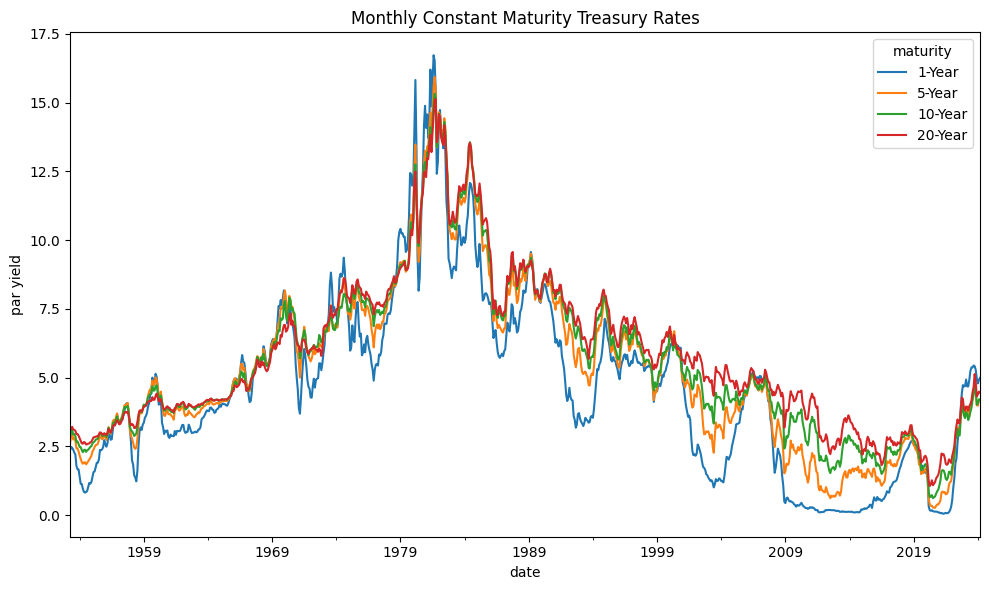 Monthly Constant Maturity Treasury Rates
17.5
15.0
12.5
10.0
7.5
5.0
2.5
0.0
par yield
maturity
1-Year
5-Year
10-Year
20-Year
1959 1969 1979 1989 1999 2009 2019
date